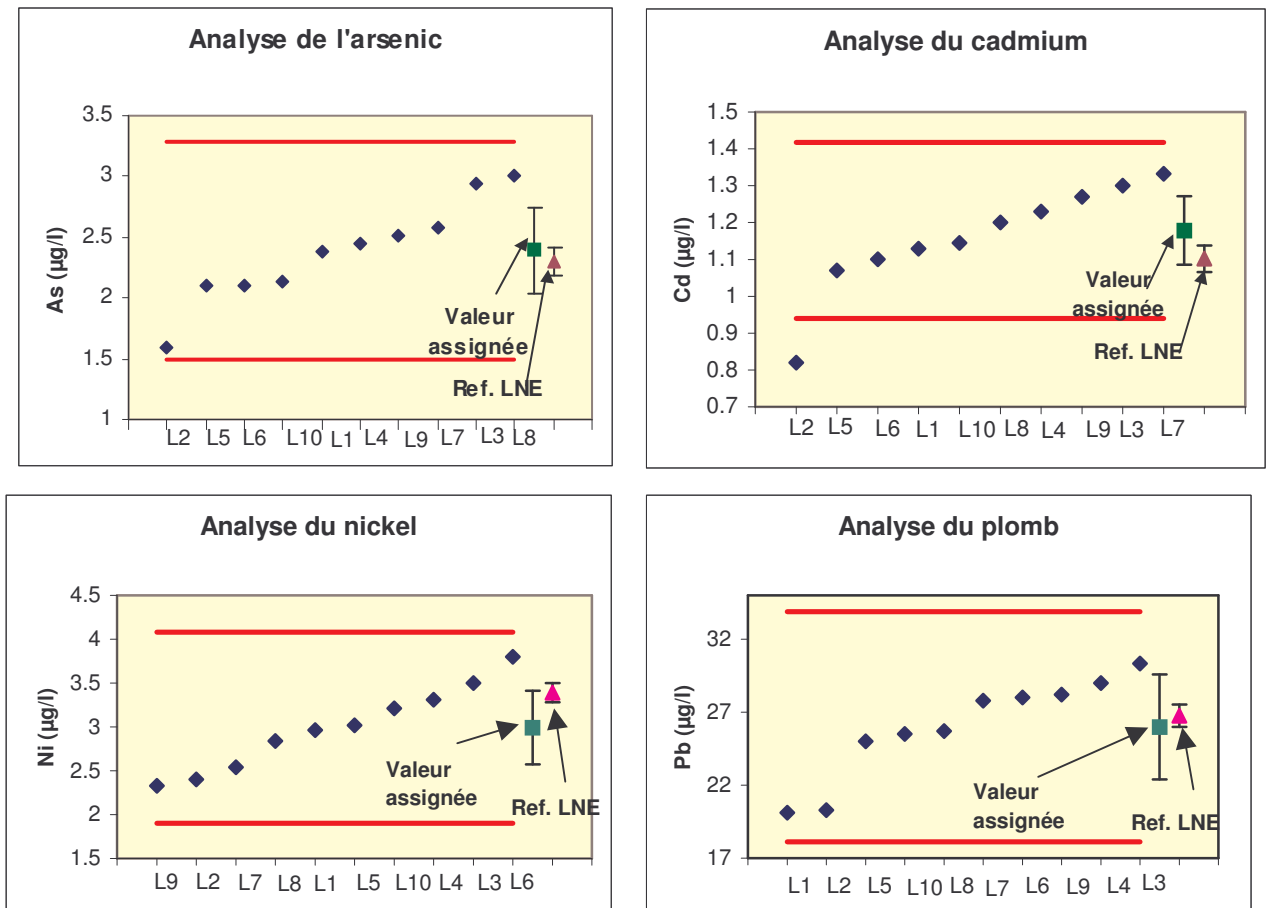 Analyse de l'arsenic
As (µg/l)
3.5
3
2.5
2
1.5
1
Valeur
assignée
Ref. LNE
L2 L5 L6 L10 L1 L4 L9 L7 L3 L8
Analyse du cadmium
Cd (µg/l)
1.5
1.4
1.3
1.2
1.1
1
0.9
0.8
0.7
Valeur
assignée
Ref. LNE
L2 L5 L6 L1 L10 L8 L4 L9 L3 L7
Analyse du nickel
Ni (µg/l)
4.5
4
3.5
3
2.5
2
1.5
Valeur
assignée
Ref. LNE
L9 L2 L7 L8 L1 L5 L10 L4 L3 L6
Analyse du plomb
Pb (µg/l)
32
27
22
17
Valeur
assignée
Ref. LNE
L1 L2 L5 L10 L8 L7 L6 L9 L4 L3